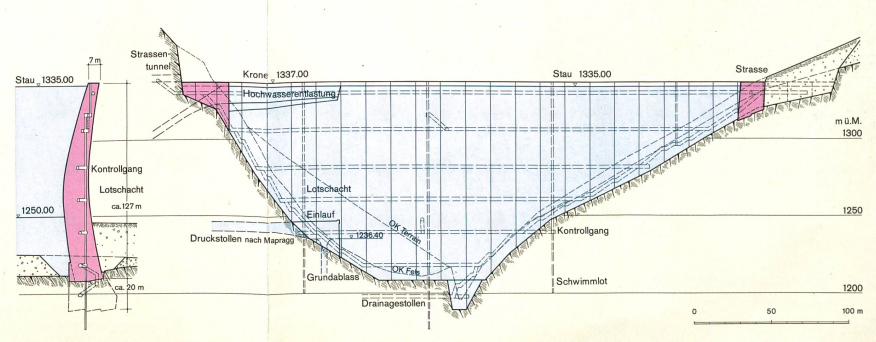 7 m
Strassen-
tunnel
Stau 1335.00
Krone 1337.00
Stau 1335.00
Strasse
Hochwasserentlastung
m ü.M.
1300
Kontrollgang
Lotschacht
ca.127 m
Lotschacht
1250.00
Einlauf
1250
OK Terrain
Druckstollen nach Mapragg
1236.40
Kontrollgang
OK Fels
Grundablass
Schwimmlot
ca. 20 m
1200
Drainagestollen
0
50
100 m